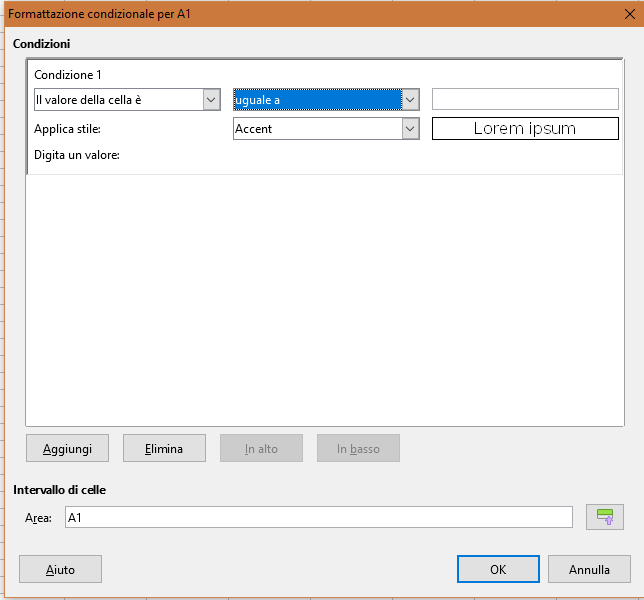 Formattazione condizionale per A1
Condizioni
Condizione 1
Il valore della cella è uguale a
Applica stile: Accent Lorem ipsum
Digita un valore:
Aggiungi Elimina In alto In basso
Intervallo di celle
Area: A1
Aiuto OK Annulla